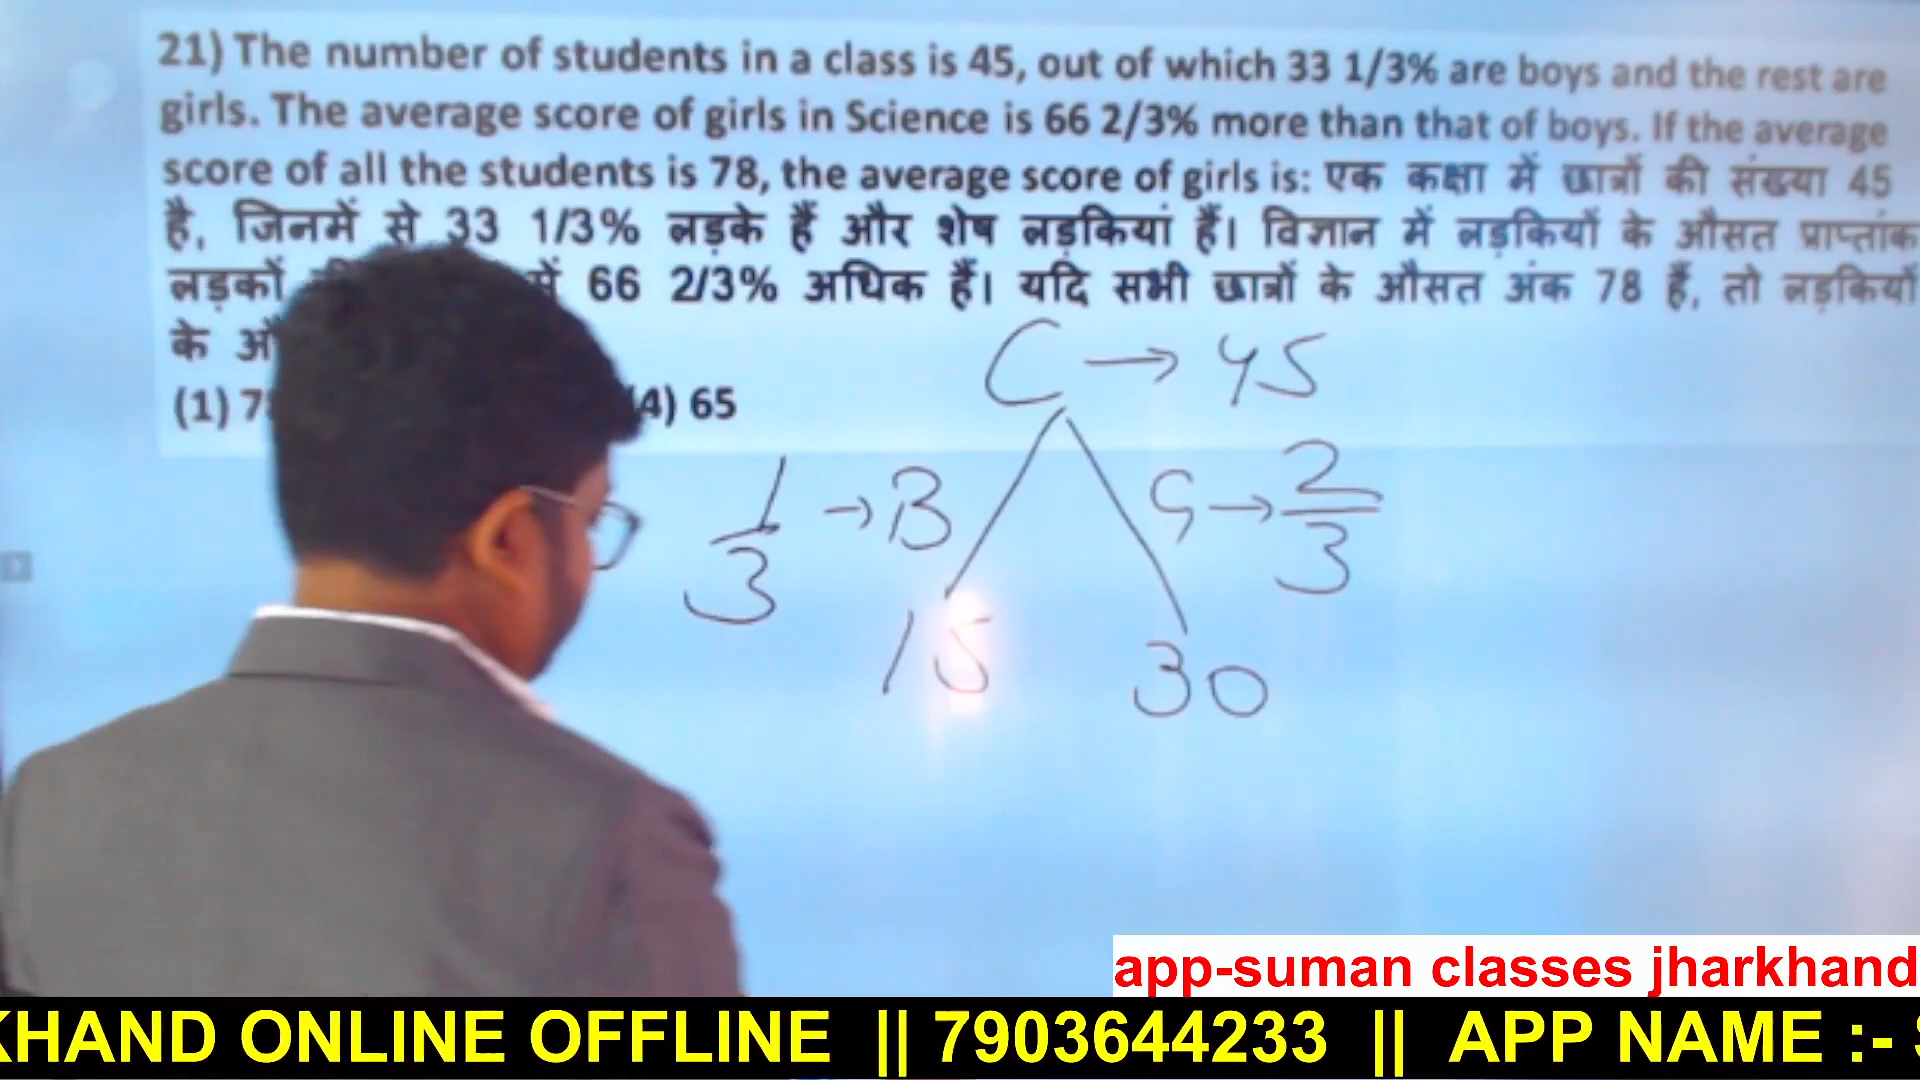 21) The number of students in a class is 45, out of which 33 1/3% are boys and the rest are
girls. The average score of girls in Science is 66 2/3% more than that of boys. If the average
score of all the students is 78, the average score of girls is: एक कक्षा में छात्रों की संख्या 45
है, जिनमें से 33 1/3% लड़के हैं और शेष लड़कियां हैं। विज्ञान में लड़कियों के औसत प्राप्तांक
लड़कों में 66 2/3% अधिक हैं। यदि सभी छात्रों के औसत अंक 78 हैं, तो लड़कियों
के
(1) (4) 65
C → 45
1/3 → B G → 2/3
15 30
app-suman classes jharkhand
KHAND ONLINE OFFLINE || 7903644233 || APP NAME :-